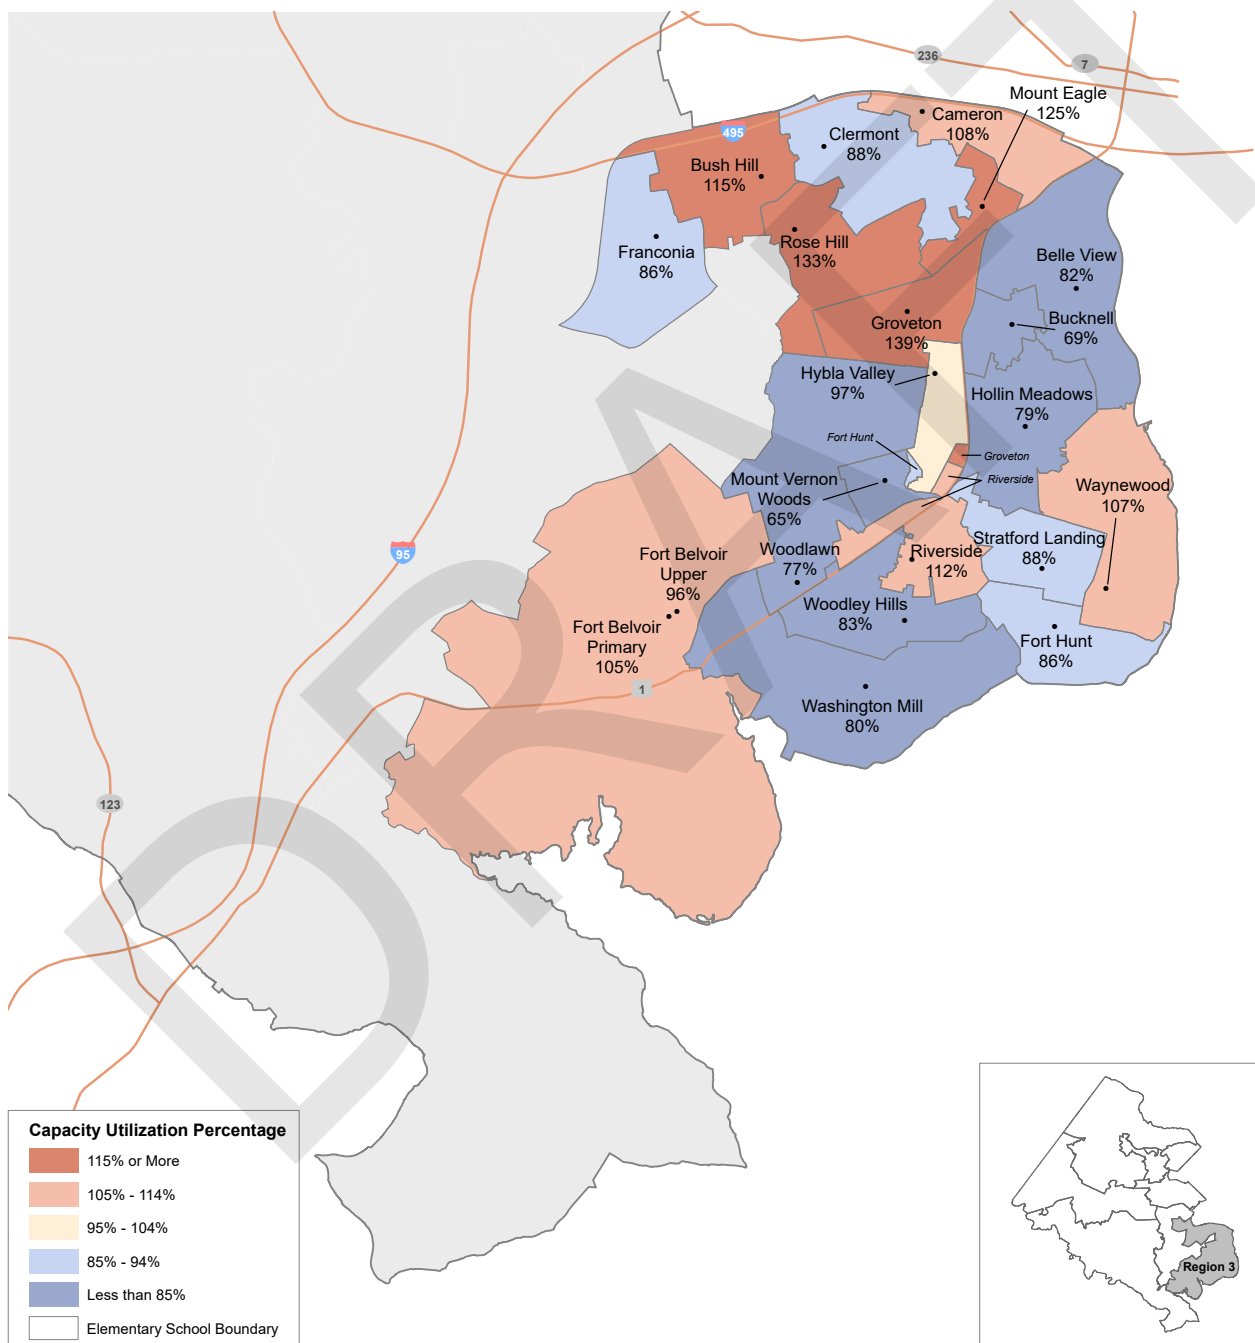 236
7
Mount Eagle
125%
Cameron
108%
495
Clermont
88%
Bush Hill
115%
Rose Hill
133%
Franconia
86%
Belle View
82%
Bucknell
69%
Groveton
139%
Hybla Valley
97%
Hollin Meadows
79%
Fort Hunt
Groveton
Riverside
Mount Vernon
Woods
65%
Waynewood
107%
95
Fort Belvoir
Upper
96%
Woodlawn
77%
Riverside
112%
Stratford Landing
88%
Woodley Hills
83%
Fort Belvoir
Primary
105%
Fort Hunt
86%
1
Washington Mill
80%
123
DRAFT
Capacity Utilization Percentage
115% or More
105% - 114%
95% - 104%
85% - 94%
Less than 85%
Elementary School Boundary
Region 3